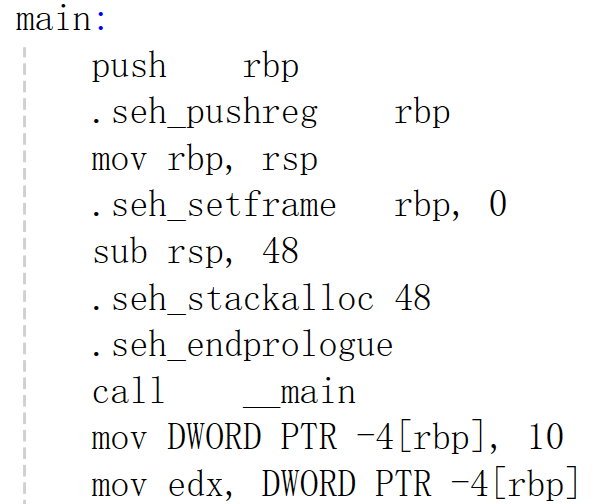 main:
push    rbp
.seh_pushreg    rbp
mov rbp, rsp
.seh_setframe   rbp, 0
sub rsp, 48
.seh_stackalloc 48
.seh_endprologue
call    __main
mov DWORD PTR -4[rbp], 10
mov edx, DWORD PTR -4[rbp]